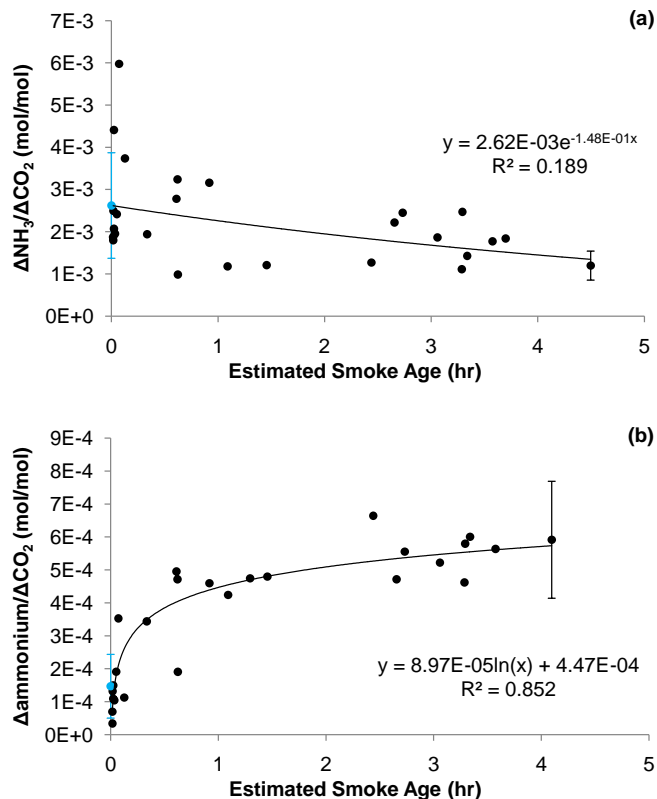 (a)
7E-3
6E-3
5E-3
4E-3
3E-3
2E-3
1E-3
0E+0
ΔNH₃/ΔCO₂ (mol/mol)
y = 2.62E-03e^-1.48E-01x
R² = 0.189
0 1 2 3 4 5
Estimated Smoke Age (hr)
(b)
9E-4
8E-4
7E-4
6E-4
5E-4
4E-4
3E-4
2E-4
1E-4
0E+0
Δammonium/ΔCO₂ (mol/mol)
y = 8.97E-05ln(x) + 4.47E-04
R² = 0.852
0 1 2 3 4 5
Estimated Smoke Age (hr)